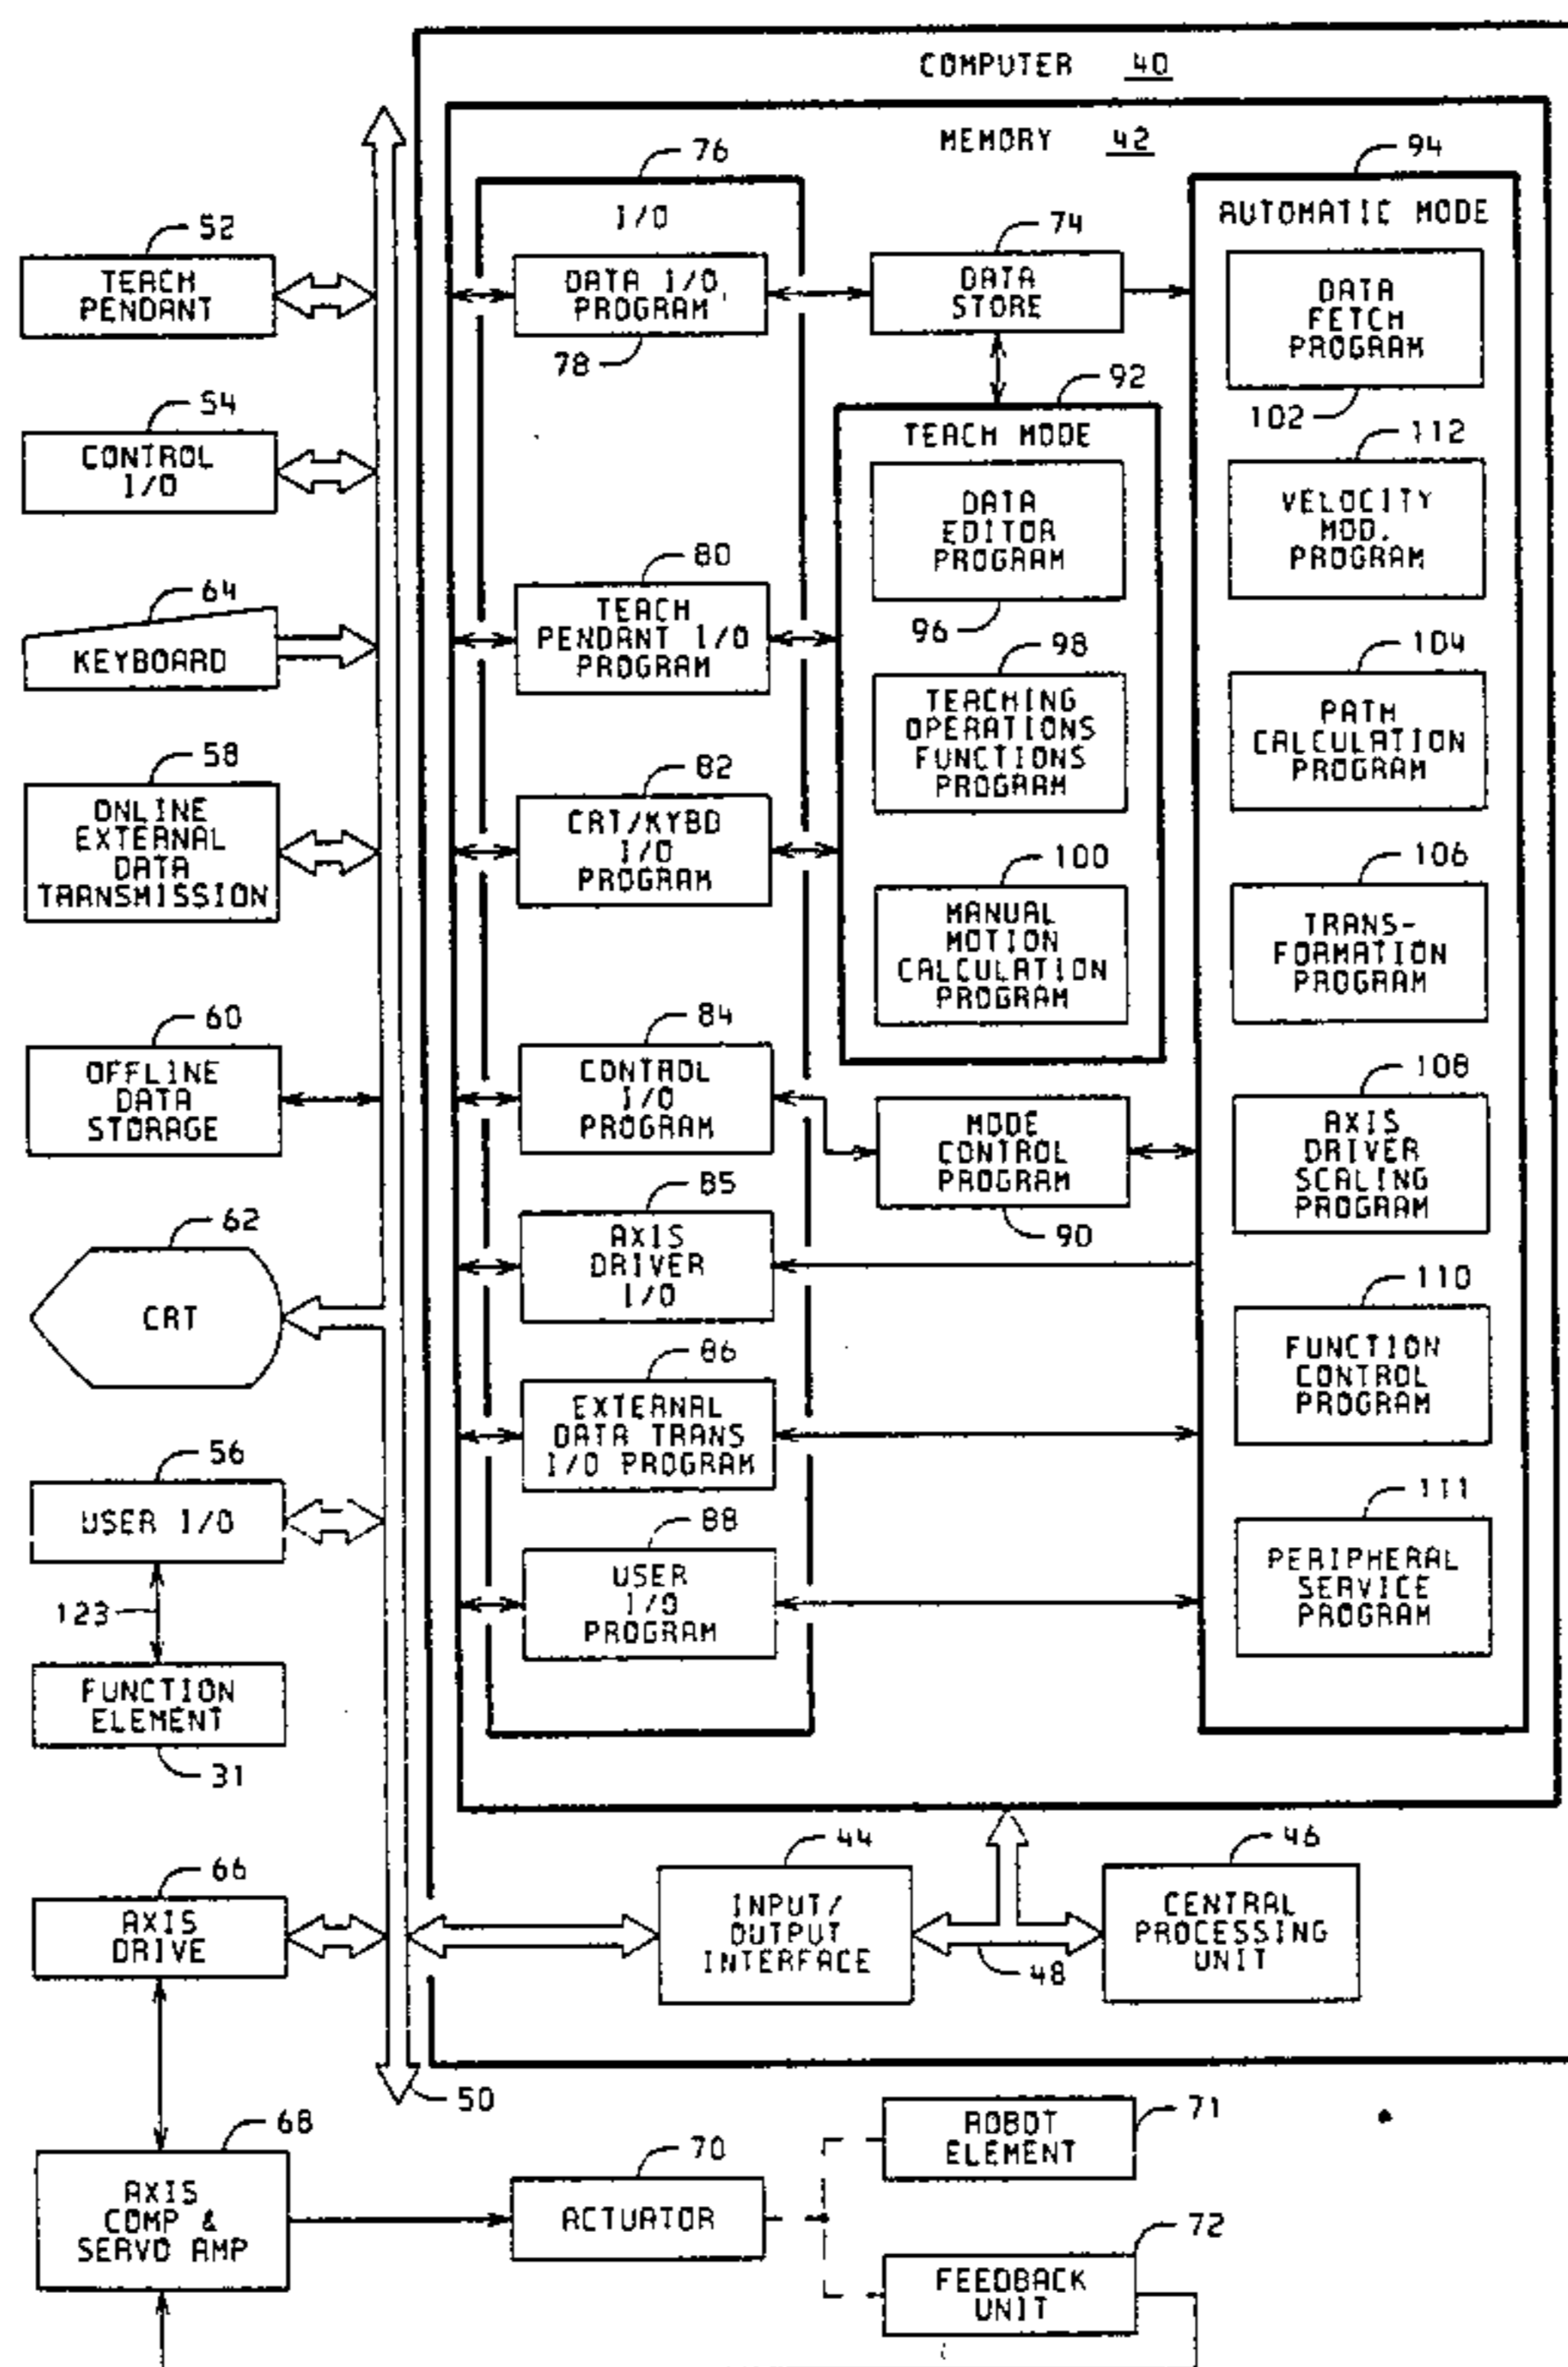 COMPUTER 40
MEMORY 42
76
I/O
DATA I/O
PROGRAM
78
80
TEACH
PENDANT I/O
PROGRAM
82
CRT/KYBD
I/O
PROGRAM
84
CONTROL
I/O
PROGRAM
85
AXIS
DRIVER
I/O
86
EXTERNAL
DATA TRANS
I/O PROGRAM
88
USER
I/O
PROGRAM
74
DATA
STORE
92
TEACH MODE
DATA
EDITOR
PROGRAM
96
98
TEACHING
OPERATIONS
FUNCTIONS
PROGRAM
100
MANUAL
MOTION
CALCULATION
PROGRAM
MODE
CONTROL
PROGRAM
90
94
AUTOMATIC MODE
DATA
FETCH
PROGRAM
102
112
VELOCITY
MOD.
PROGRAM
104
PATH
CALCULATION
PROGRAM
106
TRANS-
FORMATION
PROGRAM
108
AXIS
DRIVER
SCALING
PROGRAM
110
FUNCTION
CONTROL
PROGRAM
111
PERIPHERAL
SERVICE
PROGRAM
52
TEACH
PENDANT
54
CONTROL
I/O
64
KEYBOARD
58
ONLINE
EXTERNAL
DATA
TRANSMISSION
60
OFFLINE
DATA
STORAGE
62
CRT
56
USER I/O
123
FUNCTION
ELEMENT
31
66
AXIS
DRIVE
44
INPUT/
OUTPUT
INTERFACE
48
46
CENTRAL
PROCESSING
UNIT
50
68
AXIS
COMP &
SERVO AMP
70
ACTUATOR
71
ROBOT
ELEMENT
72
FEEDBACK
UNIT